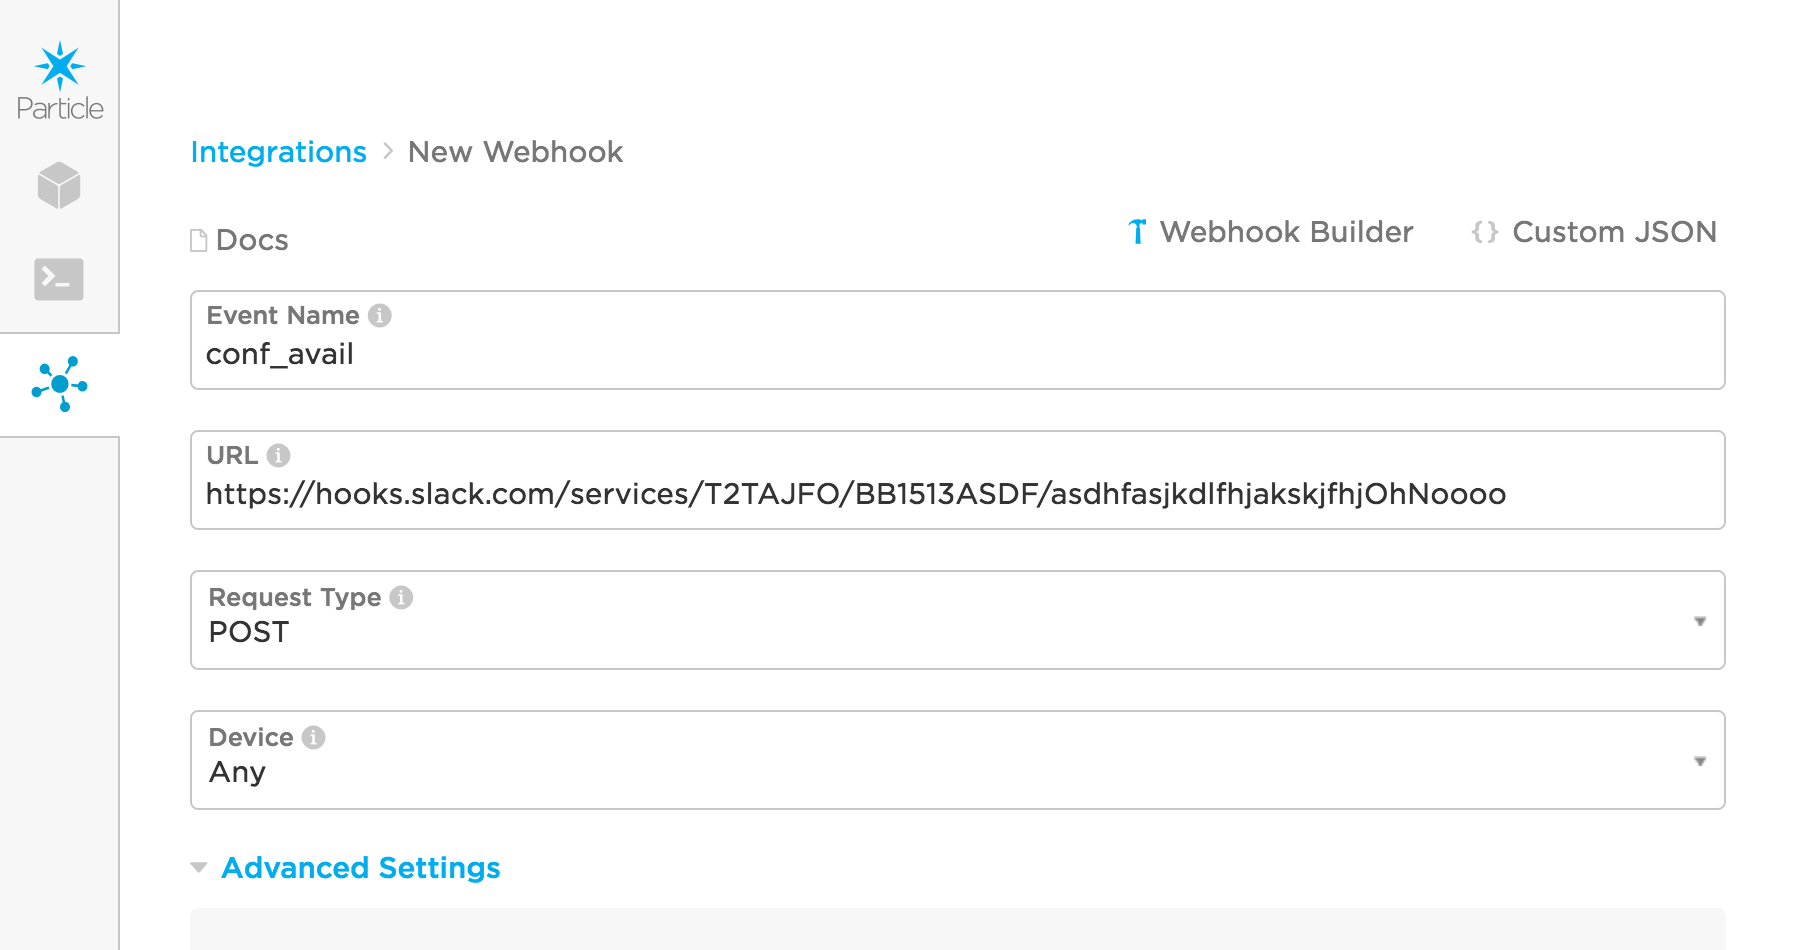 Particle
Integrations > New Webhook
Docs
Webhook Builder
{} Custom JSON
Event Name
conf_avail
URL
https://hooks.slack.com/services/T2TAJFO/BB1513ASDF/asdhfasjkdlfhjakskjfhjOhNoooo
Request Type
POST
Device
Any
Advanced Settings